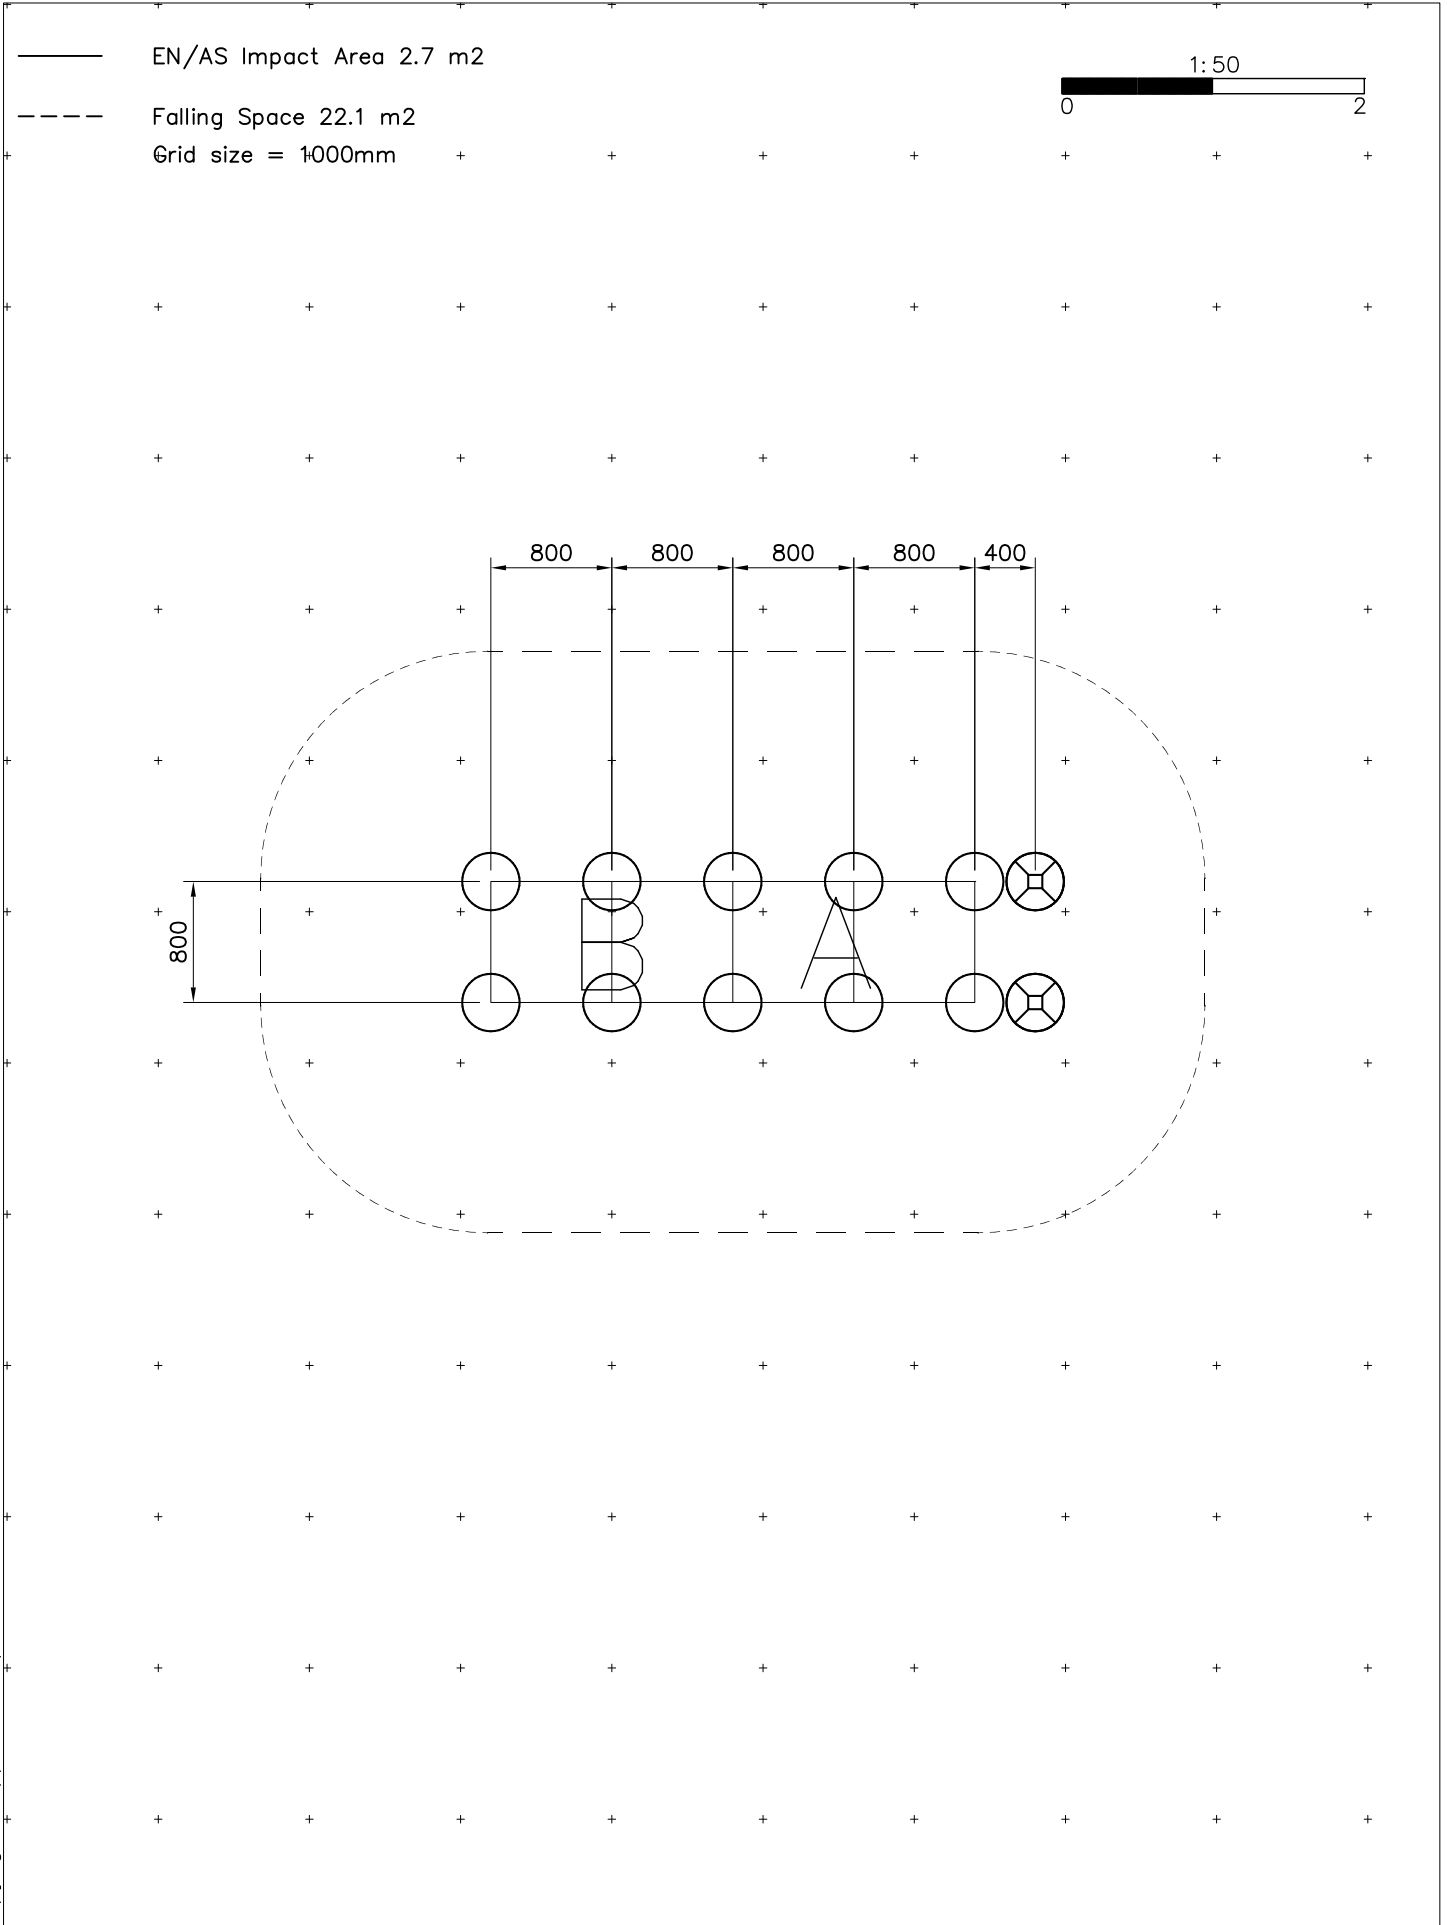 EN/AS Impact Area 2.7 m2
1:50
0 2
Falling Space 22.1 m2
Grid size = 1000mm
800 800 800 800 400
800
B A